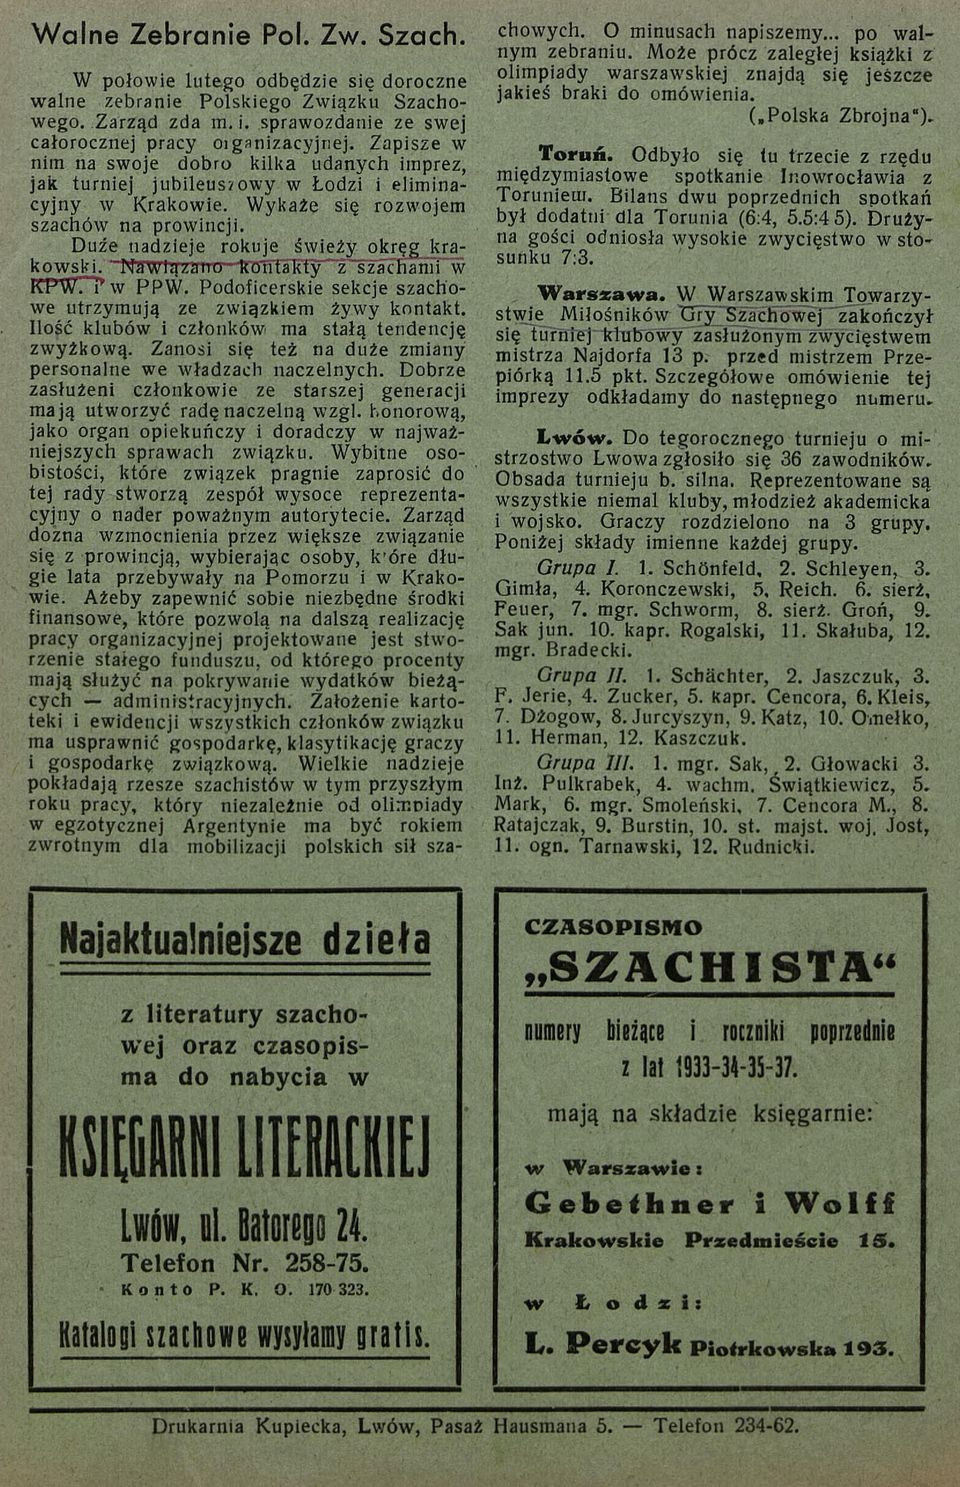 Walne Zebranie Pol. Zw. Szach.
W połowie lutego odbędzie się doroczne
walne zebranie Polskiego Związku Szacho-
wego. Zarząd zda m. i. sprawozdanie ze swej
całorocznej pracy organizacyjnej. Zapisze w
nim na swoje dobro kilka udanych imprez,
jak turniej jubileuszowy w Łodzi i elimina-
cyjny w Krakowie. Wykaże się rozwojem
szachów na prowincji.
Duże nadzieje rokuje świeży okręg kra-
kowski. Nawiązano kontakty z szachami w
KPW. i w PPW. Podoficerskie sekcje szacho-
we utrzymują ze związkiem żywy kontakt.
Ilość klubów i członków ma stałą tendencję
zwyżkową. Zanosi się też na duże zmiany
personalne we władzach naczelnych. Dobrze
zasłużeni członkowie ze starszej generacji
mają utworzyć radę naczelną wzgl. honorową,
jako organ opiekuńczy i doradczy w najważ-
niejszych sprawach związku. Wybitne oso-
bistości, które związek pragnie zaprosić do
tej rady stworzą zespół wysoce reprezenta-
cyjny o nader poważnym autorytecie. Zarząd
dozna wzmocnienia przez większe związanie
się z prowincją, wybierając osoby, k'óre dłu-
gie lata przebywały na Pomorzu i w Krako-
wie. Ażeby zapewnić sobie niezbędne środki
finansowe, które pozwolą na dalszą realizację
pracy organizacyjnej projektowane jest stwo-
rzenie stałego funduszu, od którego procenty
mają służyć na pokrywanie wydatków bieżą-
cych — administracyjnych. Założenie karto-
teki i ewidencji wszystkich członków związku
ma usprawnić gospodarkę, klasytikację graczy
i gospodarkę związkową. Wielkie nadzieje
pokładają rzesze szachistów w tym przyszłym
roku pracy, który niezależnie od olimpiady
w egzotycznej Argentynie ma być rokiem
zwrotnym dla mobilizacji polskich sił sza-
chowych. O minusach napiszemy... po wal-
nym zebraniu. Może prócz zaległej książki z
olimpiady warszawskiej znajdą się jeszcze
jakieś braki do omówienia.
(„Polska Zbrojna“).
Toruń. Odbyło się tu trzecie z rzędu
międzymiastowe spotkanie Inowrocławia z
Toruniem. Bilans dwu poprzednich spotkań
był dodatni dla Torunia (6:4, 5.5:4 5). Druży-
na gości odniosła wysokie zwycięstwo w sto-
sunku 7:3.
Warszawa. W Warszawskim Towarzy-
stwie Miłośników Gry Szachowej zakończył
się turniej klubowy zasłużonym zwycięstwem
mistrza Najdorfa 13 p. przed mistrzem Prze-
piórką 11.5 pkt. Szczegółowe omówienie tej
imprezy odkładamy do następnego numeru.
Lwów. Do tegorocznego turnieju o mi-
strzostwo Lwowa zgłosiło się 36 zawodników.
Obsada turnieju b. silna. Reprezentowane są
wszystkie niemal kluby, młodzież akademicka
i wojsko. Graczy rozdzielono na 3 grupy.
Poniżej składy imienne każdej grupy.
Grupa I. 1. Schönfeld, 2. Schleyen, 3.
Gimła, 4. Koronczewski, 5. Reich. 6. sierż.
Feuer, 7. mgr. Schworm, 8. sierż. Groń, 9.
Sak jun. 10. kapr. Rogalski, 11. Skałuba, 12.
mgr. Bradecki.
Grupa II. 1. Schächter, 2. Jaszczuk, 3.
F. Jerie, 4. Zucker, 5. kapr. Cencora, 6. Kleis,
7. Dżogow, 8. Jurcyszyn, 9. Katz, 10. Omełko,
11. Herman, 12. Kaszczuk.
Grupa III. 1. mgr. Sak, 2. Głowacki 3.
Inż. Pulkrabek, 4. wachm. Świątkiewicz, 5.
Mark, 6. mgr. Smoleński, 7. Cencora M., 8.
Ratajczak, 9. Burstin, 10. st. majst. woj. Jost,
11. ogn. Tarnawski, 12. Rudnicki.
Najaktualniejsze dzieła
z literatury szacho-
wej oraz czasopis-
ma do nabycia w
KSIĘGARNI LITERACKIEJ
Lwów, ul. Batorego 24.
Telefon Nr. 258-75.
Konto P. K. O. 170 323.
Katalogi szachowe wysyłamy gratis.
CZASOPISMO
„SZACHISTA“
numery bieżące i roczniki poprzednie
z lat 1933-34-35-37.
mają na składzie księgarnie:
w Warszawie:
Gebethner i Wolff
Krakowskie Przedmieście 15.
w Łodzi:
L. Percyk Piotrkowska 193.
Drukarnia Kupiecka, Lwów, Pasaż Hausmana 5. — Telefon 234-62.